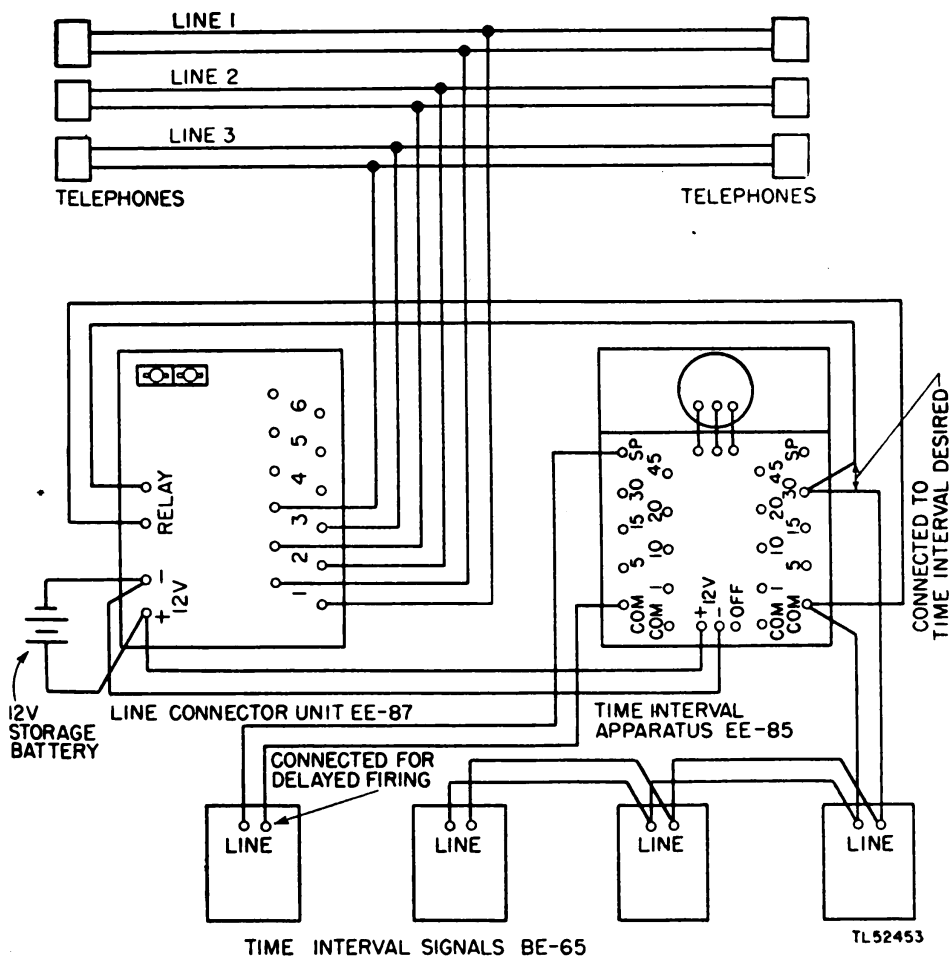 LINE 1
LINE 2
LINE 3
TELEPHONES
TELEPHONES
RELAY
-
12V
+
6
5
4
3
2
1
SP
45
30
20
15
10
5
1
COM
COM
+
12V
-
OFF
SP
45
30
20
15
10
5
1
COM
COM
CONNECTED TO
TIME INTERVAL DESIRED
12V
STORAGE
BATTERY
LINE CONNECTOR UNIT EE-87
TIME INTERVAL
APPARATUS EE-85
CONNECTED FOR
DELAYED FIRING
LINE
LINE
LINE
LINE
TIME INTERVAL SIGNALS BE-65
TL52453